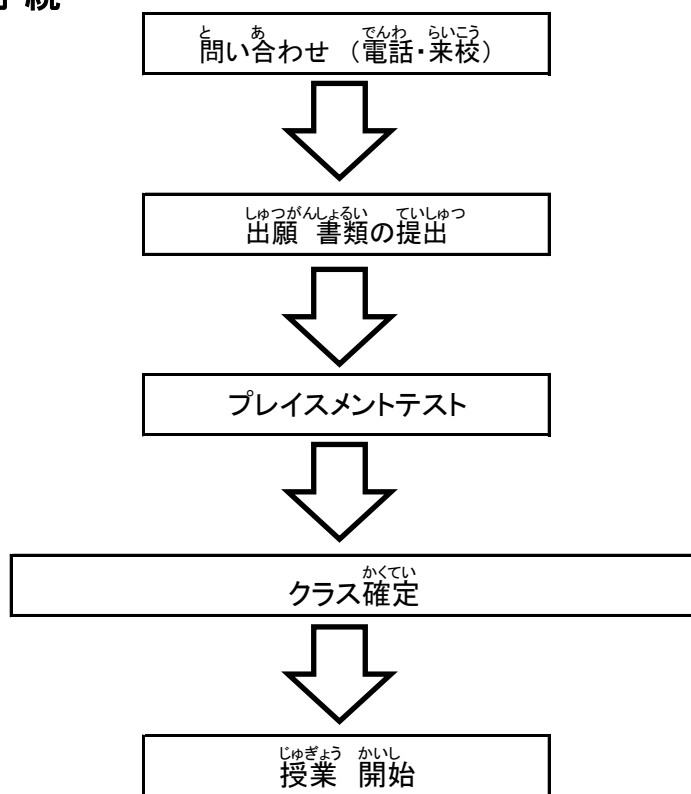 問い合わせ （電話・来校）
出願 書類の提出
プレイスメントテスト
クラス確定
授業 開始